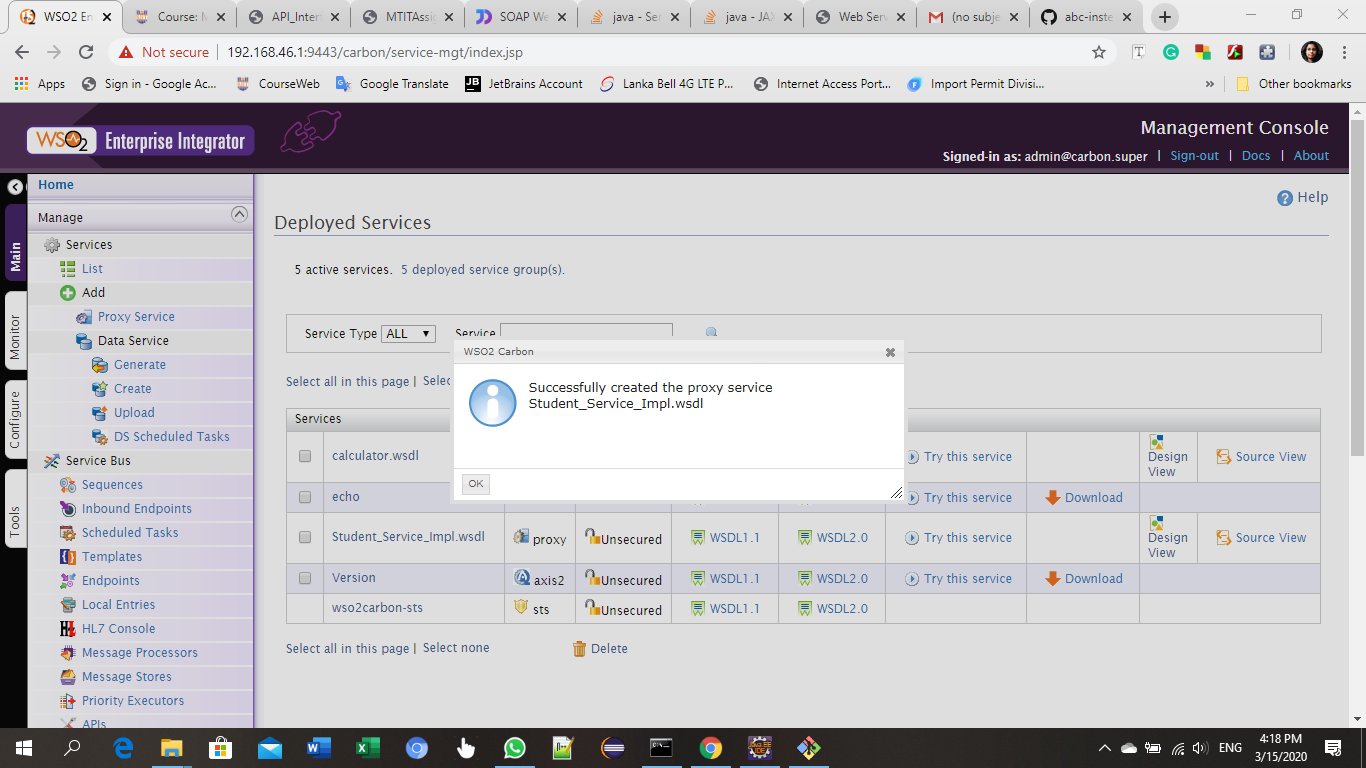 WSO2 En
Course: M
API_Inter
MTITAssig
SOAP We
java - Ser
java - JAX
Web Serv
(no subje
abc-inste
Not secure
192.168.46.1:9443/carbon/service-mgt/index.jsp
Apps
Sign in - Google Ac...
CourseWeb
Google Translate
JetBrains Account
Lanka Bell 4G LTE P...
Internet Access Port...
Import Permit Divisi...
»
Other bookmarks
WSO2 Enterprise Integrator
Management Console
Signed-in as: admin@carbon.super | Sign-out | Docs | About
Home
Help
Manage
Deployed Services
Main
Monitor
Configure
Tools
Services
List
Add
Proxy Service
Data Service
Generate
Create
Upload
DS Scheduled Tasks
Service Bus
Sequences
Inbound Endpoints
Scheduled Tasks
Templates
Endpoints
Local Entries
HL7 Console
Message Processors
Message Stores
Priority Executors
APIs
5 active services. 5 deployed service group(s).
Service Type ALL Service
WSO2 Carbon
Successfully created the proxy service
Student_Service_Impl.wsdl
OK
Select all in this page | Selec
Services
calculator.wsdl Try this service Design View Source View
echo Try this service Download
Student_Service_Impl.wsdl proxy Unsecured WSDL1.1 WSDL2.0 Try this service Design View Source View
Version axis2 Unsecured WSDL1.1 WSDL2.0 Try this service Download
wso2carbon-sts sts Unsecured WSDL1.1 WSDL2.0
Select all in this page | Select none Delete
ENG
4:18 PM
3/15/2020